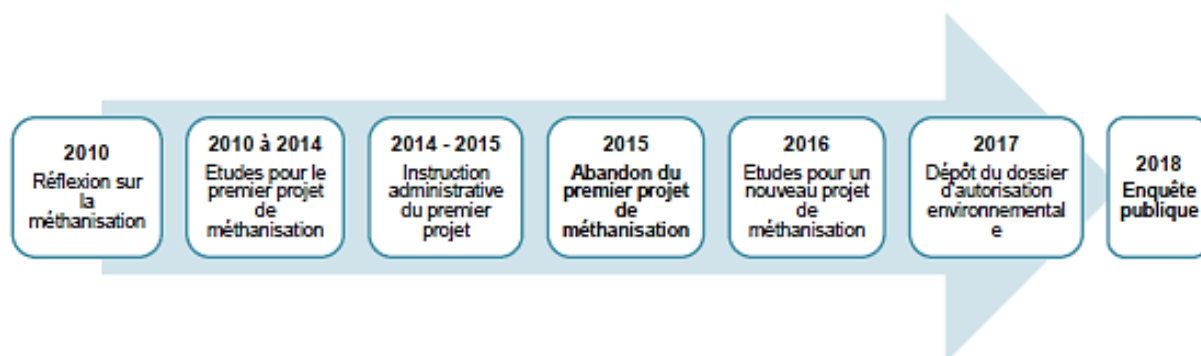 2010
Réflexion sur
la
méthanisation
2010 à 2014
Etudes pour le
premier projet
de
méthanisation
2014 - 2015
Instruction
administrative
du premier
projet
2015
Abandon du
premier projet
de
méthanisation
2016
Etudes pour un
nouveau projet
de
méthanisation
2017
Dépôt du dossier
d'autorisation
environnemental
e
2018
Enquête
publique